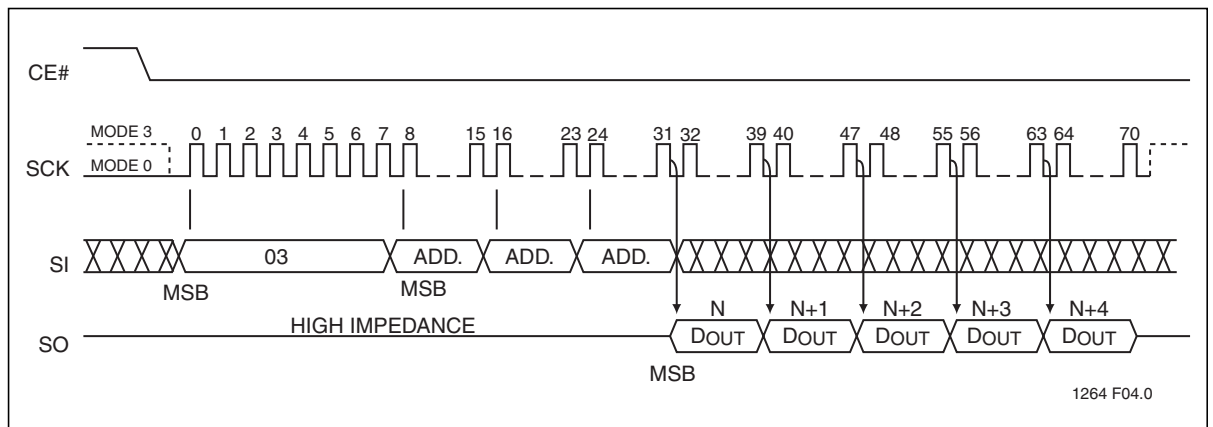 CE#
MODE 3
0 1 2 3 4 5 6 7 8 15 16 23 24 31 32 39 40 47 48 55 56 63 64 70
SCK
MODE 0
SI
03
ADD.
ADD.
ADD.
MSB
MSB
N N+1 N+2 N+3 N+4
HIGH IMPEDANCE
SO
DOUT DOUT DOUT DOUT DOUT
MSB
1264 F04.0